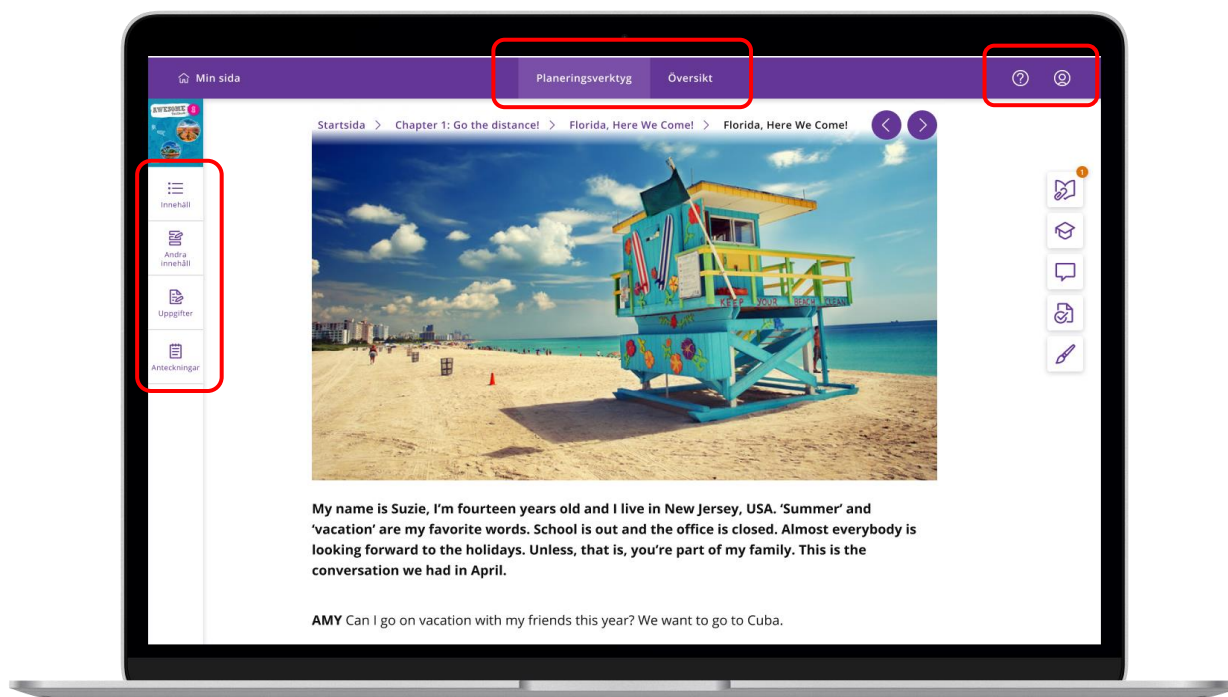 Min sida
Planeringsverktyg
Översikt
AWESOME 8
Startsida > Chapter 1: Go the distance! > Florida, Here We Come! > Florida, Here We Come!
Innehåll
Andra
innehåll
Uppgifter
Anteckningar
1
KEEP YOUR BEACH CLEAN
My name is Suzie, I’m fourteen years old and I live in New Jersey, USA. ‘Summer’ and
‘vacation’ are my favorite words. School is out and the office is closed. Almost everybody is
looking forward to the holidays. Unless, that is, you’re part of my family. This is the
conversation we had in April.
AMY Can I go on vacation with my friends this year? We want to go to Cuba.